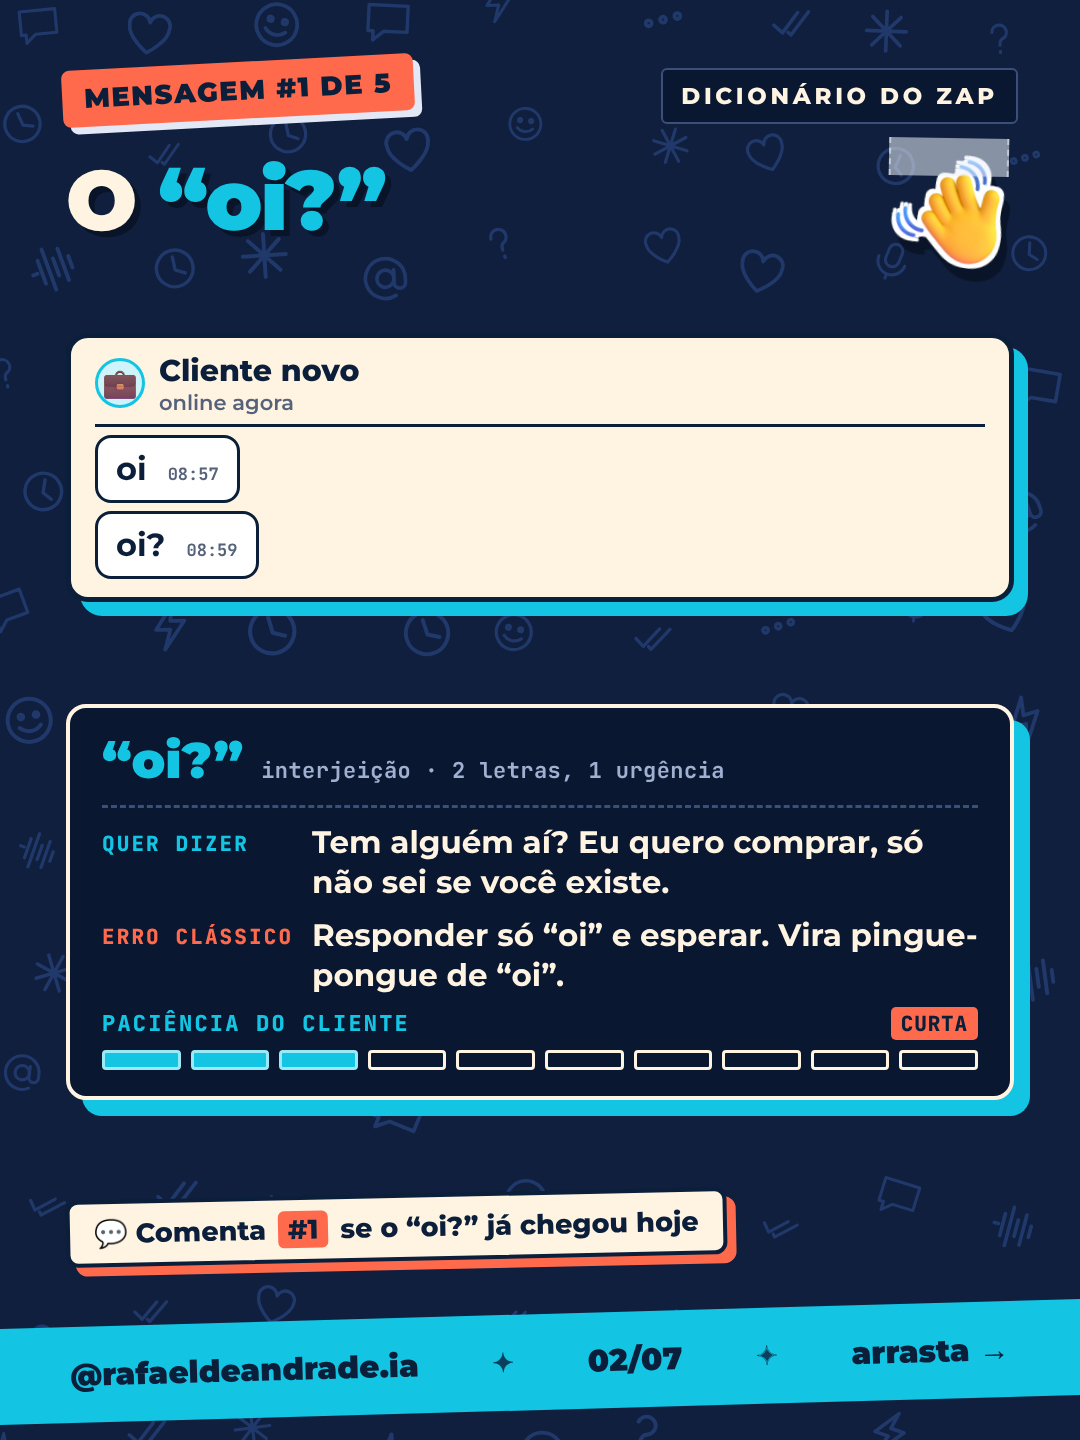 MENSAGEM #1 DE 5
DICIONÁRIO DO ZAP
O “oi?”
Cliente novo
online agora
oi 08:57
oi? 08:59
“oi?” interjeição · 2 letras, 1 urgência
QUER DIZER Tem alguém aí? Eu quero comprar, só
não sei se você existe.
ERRO CLÁSSICO Responder só “oi” e esperar. Vira pingue-
pongue de “oi”.
PACIÊNCIA DO CLIENTE CURTA
💬 Comenta #1 se o “oi?” já chegou hoje
@rafaeldeandrade.ia ✦ 02/07 ✦ arrasta →